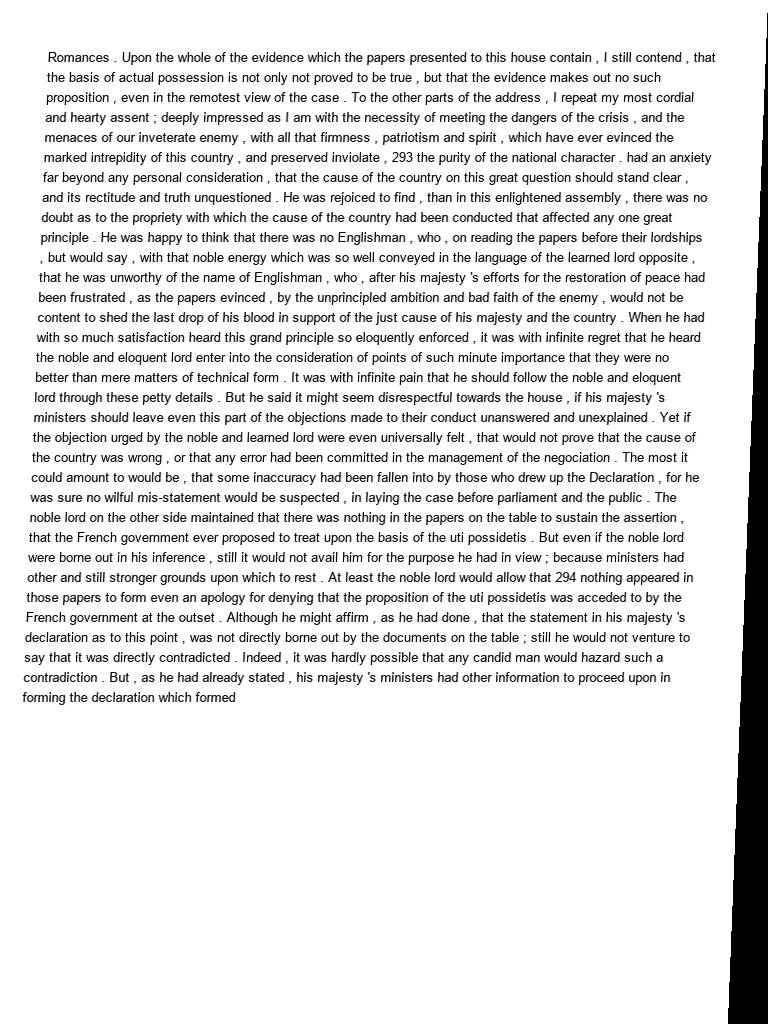 Romances . Upon the whole of the evidence which the papers presented to this house contain , I still contend , that
the basis of actual possession is not only not proved to be true , but that the evidence makes out no such
proposition , even in the remotest view of the case . To the other parts of the address , I repeat my most cordial
and hearty assent ; deeply impressed as I am with the necessity of meeting the dangers of the crisis , and the
menaces of our inveterate enemy , with all that firmness , patriotism and spirit , which have ever evinced the
marked intrepidity of this country , and preserved inviolate , 293 the purity of the national character . had an anxiety
far beyond any personal consideration , that the cause of the country on this great question should stand clear ,
and its rectitude and truth unquestioned . He was rejoiced to find , than in this enlightened assembly , there was no
doubt as to the propriety with which the cause of the country had been conducted that affected any one great
principle . He was happy to think that there was no Englishman , who , on reading the papers before their lordships
, but would say , with that noble energy which was so well conveyed in the language of the learned lord opposite ,
that he was unworthy of the name of Englishman , who , after his majesty 's efforts for the restoration of peace had
been frustrated , as the papers evinced , by the unprincipled ambition and bad faith of the enemy , would not be
content to shed the last drop of his blood in support of the just cause of his majesty and the country . When he had
with so much satisfaction heard this grand principle so eloquently enforced , it was with infinite regret that he heard
the noble and eloquent lord enter into the consideration of points of such minute importance that they were no
better than mere matters of technical form . It was with infinite pain that he should follow the noble and eloquent
lord through these petty details . But he said it might seem disrespectful towards the house , if his majesty 's
ministers should leave even this part of the objections made to their conduct unanswered and unexplained . Yet if
the objection urged by the noble and learned lord were even universally felt , that would not prove that the cause of
the country was wrong , or that any error had been committed in the management of the negociation . The most it
could amount to would be , that some inaccuracy had been fallen into by those who drew up the Declaration , for he
was sure no wilful mis-statement would be suspected , in laying the case before parliament and the public . The
noble lord on the other side maintained that there was nothing in the papers on the table to sustain the assertion ,
that the French government ever proposed to treat upon the basis of the uti possidetis . But even if the noble lord
were borne out in his inference , still it would not avail him for the purpose he had in view ; because ministers had
other and still stronger grounds upon which to rest . At least the noble lord would allow that 294 nothing appeared in
those papers to form even an apology for denying that the proposition of the uti possidetis was acceded to by the
French government at the outset . Although he might affirm , as he had done , that the statement in his majesty 's
declaration as to this point , was not directly borne out by the documents on the table ; still he would not venture to
say that it was directly contradicted . Indeed , it was hardly possible that any candid man would hazard such a
contradiction . But , as he had already stated , his majesty 's ministers had other information to proceed upon in
forming the declaration which formed